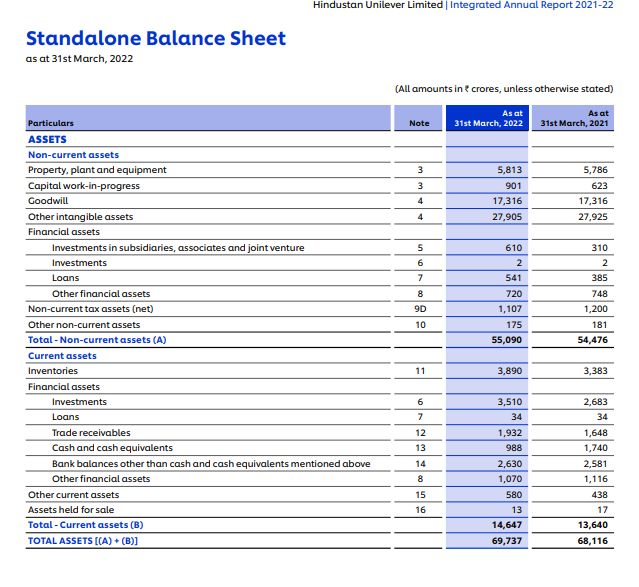 Hindustan Unilever Limited | Integrated Annual Report 2021-22
Standalone Balance Sheet
as at 31st March, 2022
(All amounts in ₹ crores, unless otherwise stated)
Particulars Note As at 31st March, 2022 As at 31st March, 2021
ASSETS
Non-current assets
Property, plant and equipment 3 5,813 5,786
Capital work-in-progress 3 901 623
Goodwill 4 17,316 17,316
Other intangible assets 4 27,905 27,925
Financial assets
Investments in subsidiaries, associates and joint venture 5 610 310
Investments 6 2 2
Loans 7 541 385
Other financial assets 8 720 748
Non-current tax assets (net) 9D 1,107 1,200
Other non-current assets 10 175 181
Total - Non-current assets (A) 55,090 54,476
Current assets
Inventories 11 3,890 3,383
Financial assets
Investments 6 3,510 2,683
Loans 7 34 34
Trade receivables 12 1,932 1,648
Cash and cash equivalents 13 988 1,740
Bank balances other than cash and cash equivalents mentioned above 14 2,630 2,581
Other financial assets 8 1,070 1,116
Other current assets 15 580 438
Assets held for sale 16 13 17
Total - Current assets (B) 14,647 13,640
TOTAL ASSETS [(A) + (B)] 69,737 68,116